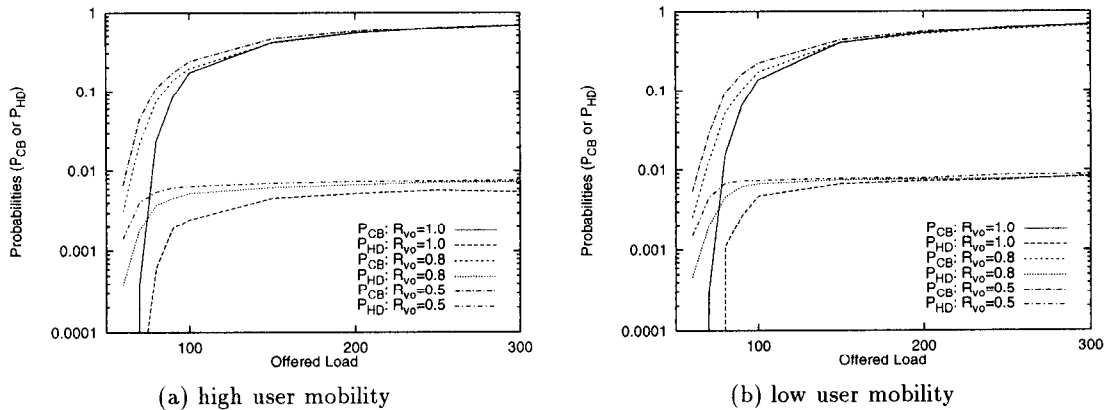 1
0.1
0.01
0.001
0.0001
Probabilities (P_CB or P_HD)
P_CB: R_vo=1.0
P_HD: R_vo=1.0
P_CB: R_vo=0.8
P_HD: R_vo=0.8
P_CB: R_vo=0.5
P_HD: R_vo=0.5
100 200 300
Offered Load
(a) high user mobility
1
0.1
0.01
0.001
0.0001
Probabilities (P_CB or P_HD)
P_CB: R_vo=1.0
P_HD: R_vo=1.0
P_CB: R_vo=0.8
P_HD: R_vo=0.8
P_CB: R_vo=0.5
P_HD: R_vo=0.5
100 200 300
Offered Load
(b) low user mobility